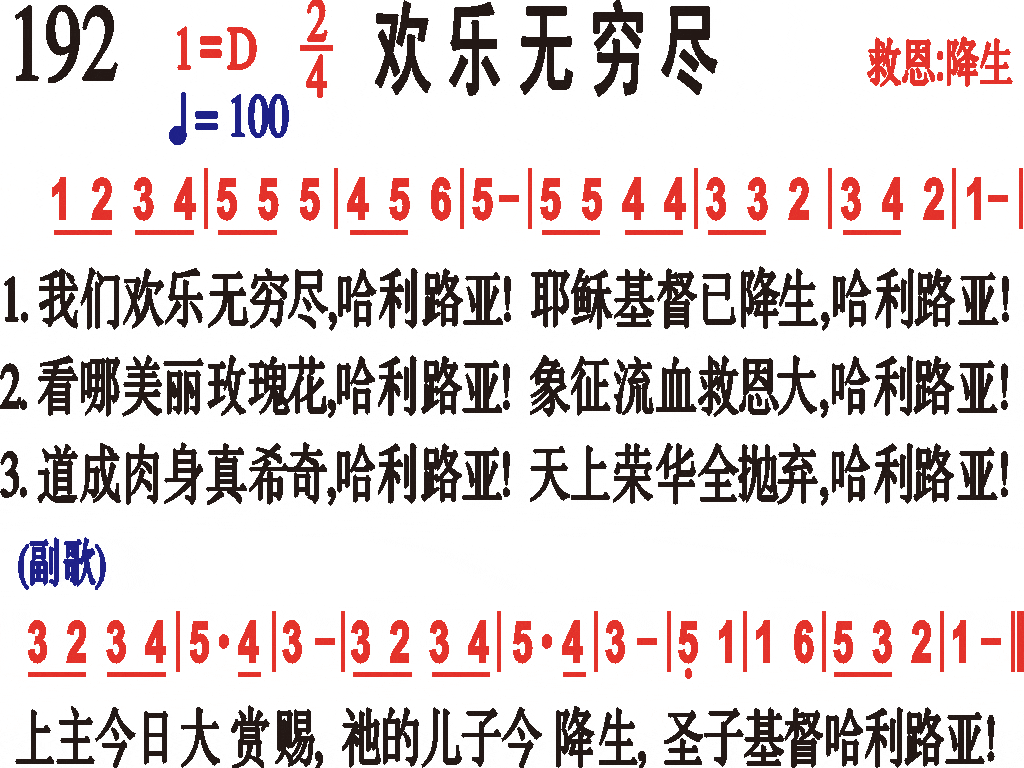 192 1=D 2/4 欢乐无穷尽 救恩:降生
♩=100
1 2 3 4|5 5 5|4 5 6|5-|5 5 4 4|3 3 2|3 4 2|1-|
1. 我们欢乐无穷尽,哈利路亚! 耶稣基督已降生,哈利路亚!
2. 看哪美丽玫瑰花,哈利路亚! 象征流血救恩大,哈利路亚!
3. 道成肉身真希奇,哈利路亚! 天上荣华全抛弃,哈利路亚!
(副歌)
3 2 3 4|5·4|3-|3 2 3 4|5·4|3-|5̣ 1|1 6|5 3 2|1-‖
上主今日大赏赐, 祂的儿子今降生, 圣子基督哈利路亚!